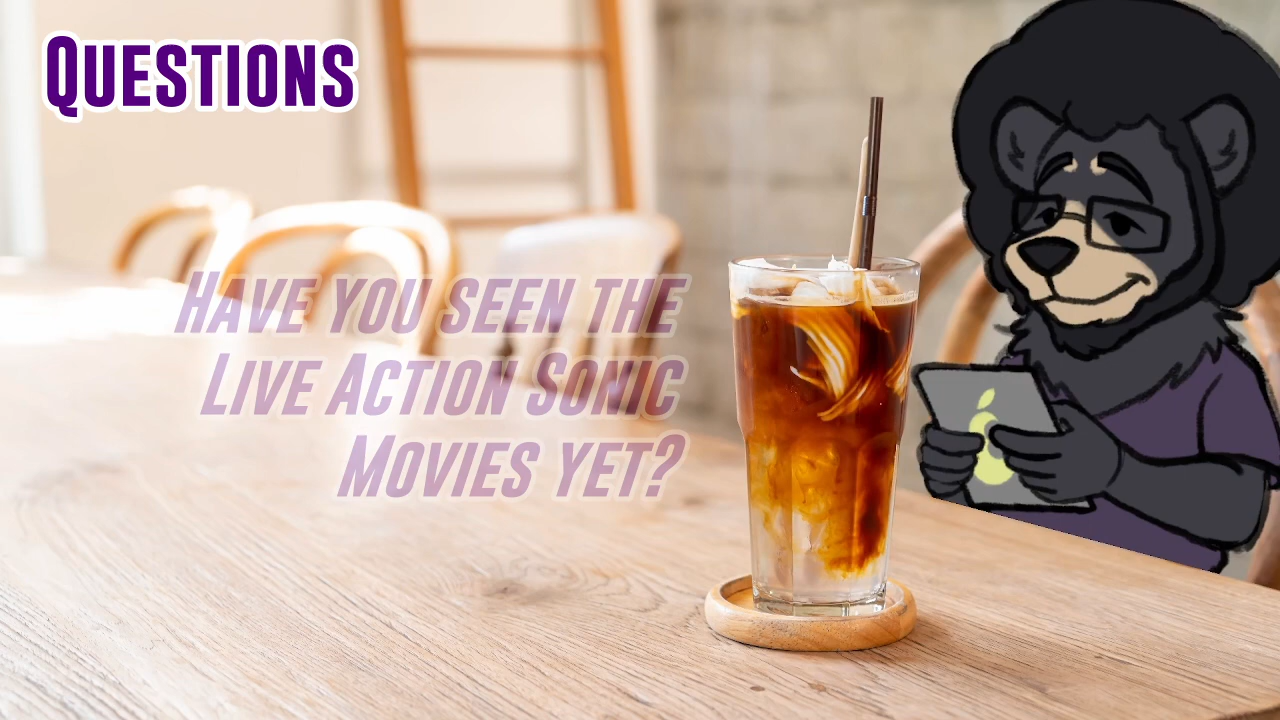 Questions
Have you seen the
Live Action Sonic
Movies yet?